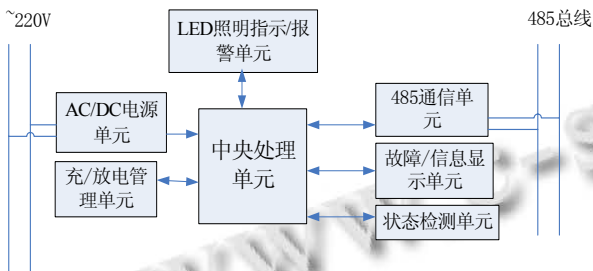 ~220V
485总线
LED照明指示/报
警单元
AC/DC电源
单元
充/放电管
理单元
中央处理
单元
485通信单
元
故障/信息显
示单元
状态检测单元